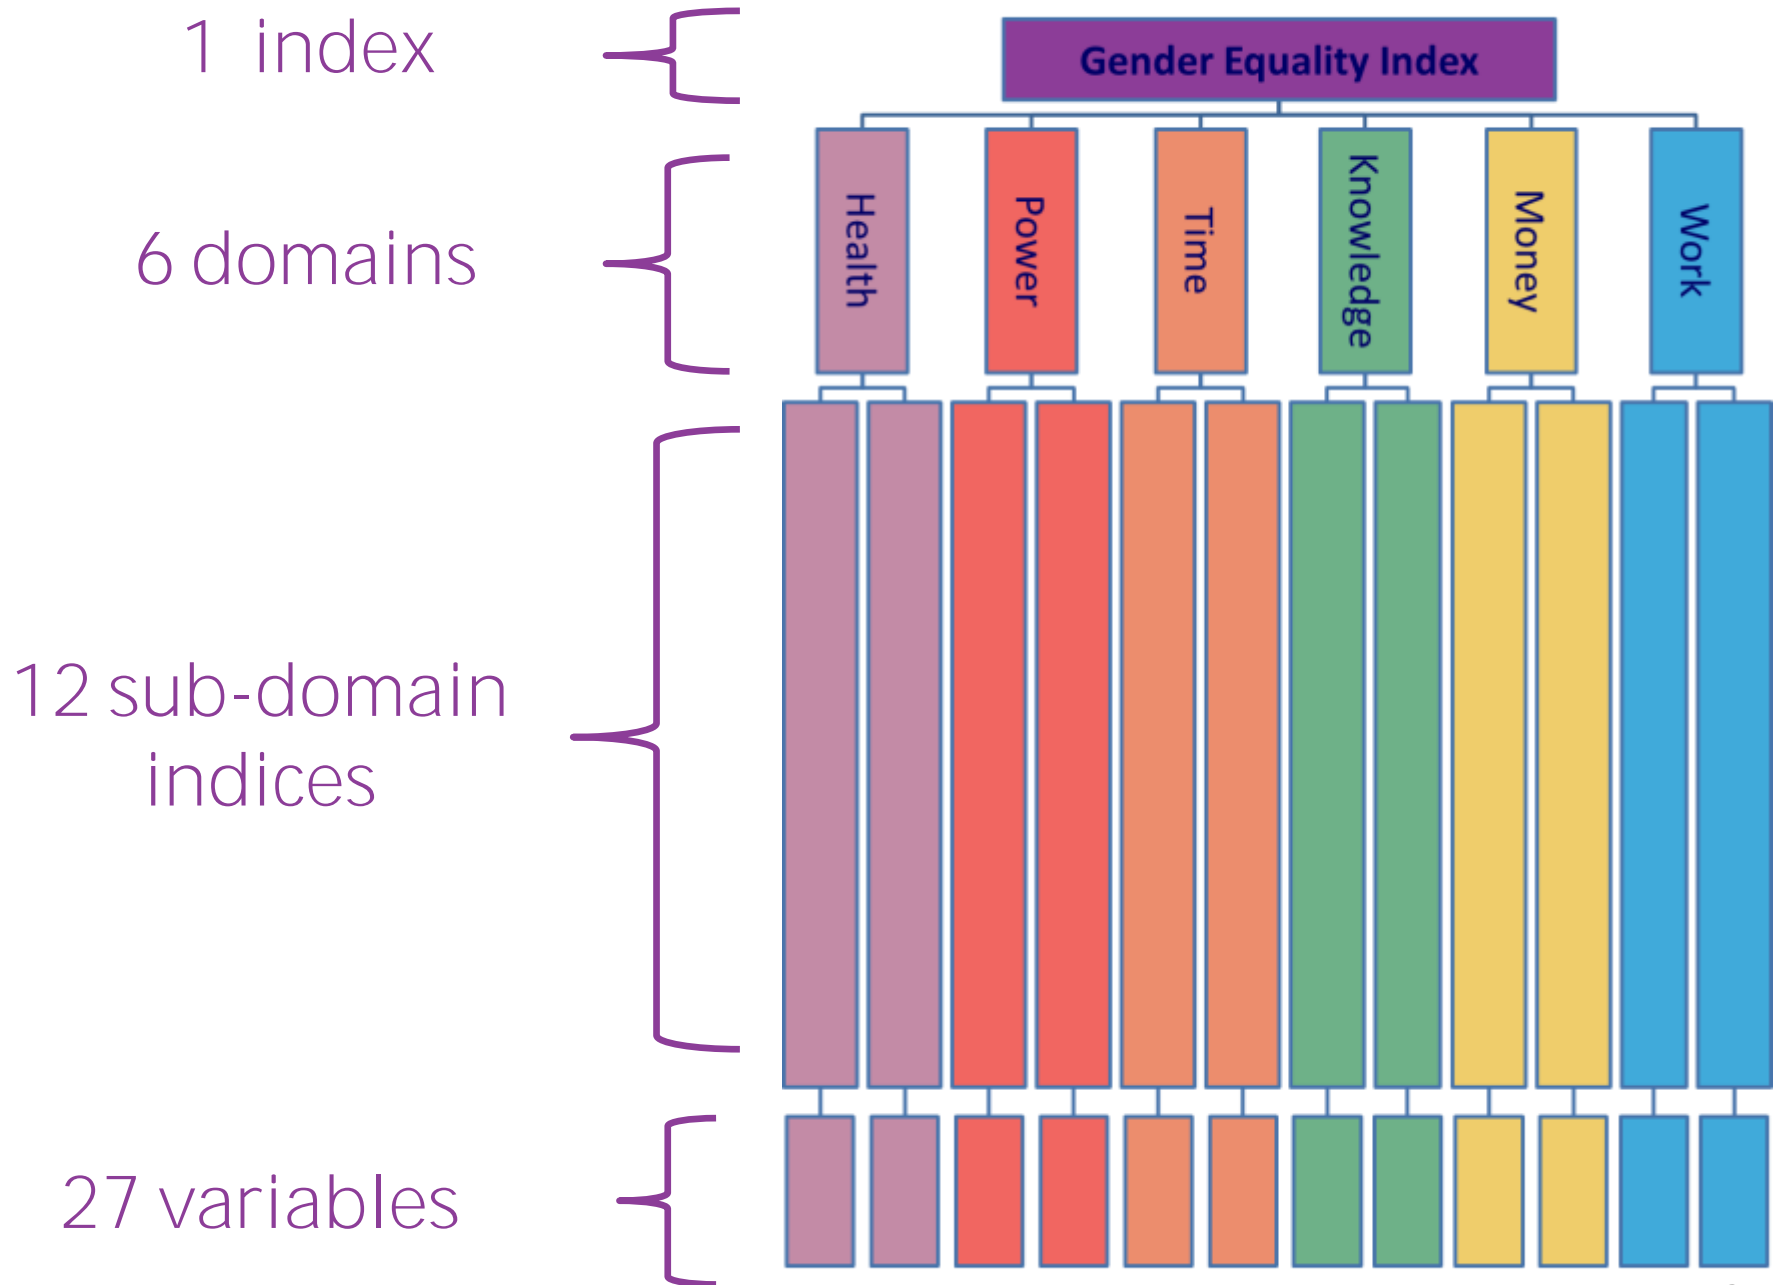 1 index
Gender Equality Index
6 domains
Health
Power
Time
Knowledge
Money
Work
12 sub-domain
indices
27 variables